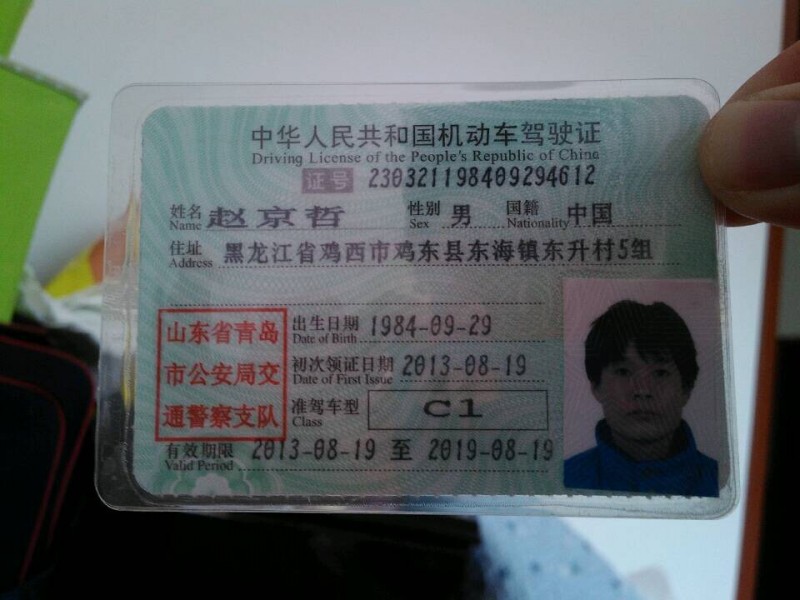 中华人民共和国机动车驾驶证
Driving License of the People's Republic of China
证号 230321198409294612
姓名 赵京哲 性别 男 国籍 中国
Name Sex Nationality
住址 黑龙江省鸡西市鸡东县东海镇东升村5组
Address
山东省青岛
市公安局交
通警察支队
出生日期 1984-09-29
Date of Birth
初次领证日期 2013-08-19
Date of First Issue
准驾车型 C1
Class
有效期限 2013-08-19 至 2019-08-19
Valid Period